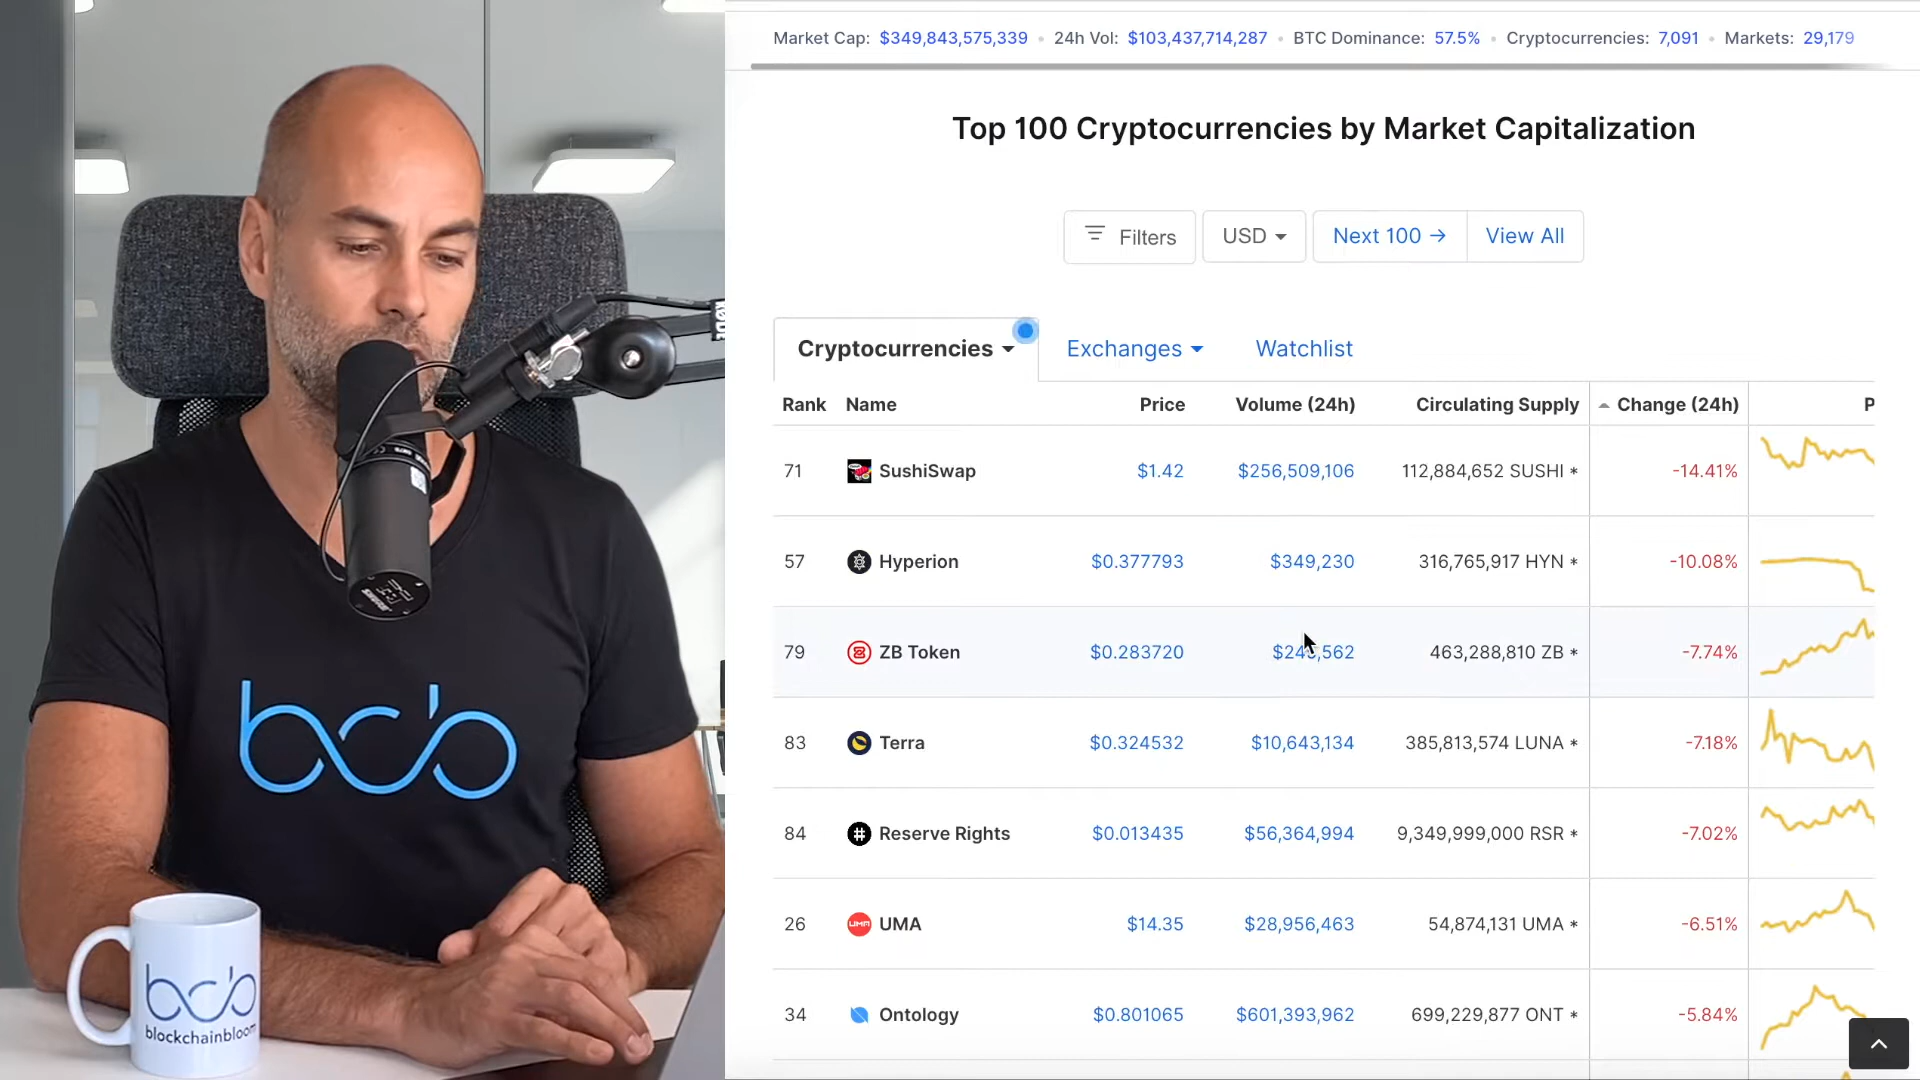 Market Cap: $349,843,575,339 • 24h Vol: $103,437,714,287 • BTC Dominance: 57.5% • Cryptocurrencies: 7,091 • Markets: 29,179
Top 100 Cryptocurrencies by Market Capitalization
Filters USD Next 100 → View All
Cryptocurrencies Exchanges Watchlist
Rank Name Price Volume (24h) Circulating Supply Change (24h) P
71 SushiSwap $1.42 $256,509,106 112,884,652 SUSHI * -14.41%
57 Hyperion $0.377793 $349,230 316,765,917 HYN * -10.08%
79 ZB Token $0.283720 463,288,810 ZB * -7.74%
83 Terra $0.324532 $10,643,134 385,813,574 LUNA * -7.18%
84 Reserve Rights $0.013435 $56,364,994 9,349,999,000 RSR * -7.02%
26 UMA $14.35 $28,956,463 54,874,131 UMA * -6.51%
34 Ontology $0.801065 $601,393,962 699,229,877 ONT * -5.84%
RØDE
SHURE
bcb
bcb
blockchainbloom